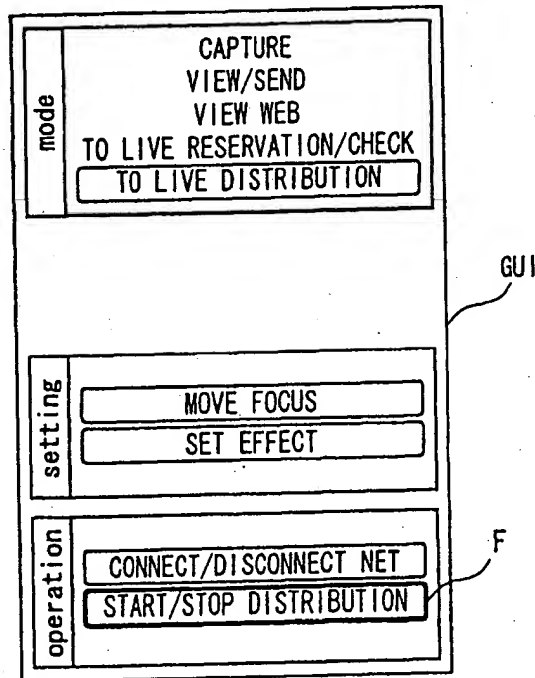 mode
CAPTURE
VIEW/SEND
VIEW WEB
TO LIVE RESERVATION/CHECK
TO LIVE DISTRIBUTION
GUI
setting
MOVE FOCUS
SET EFFECT
operation
CONNECT/DISCONNECT NET
START/STOP DISTRIBUTION
F